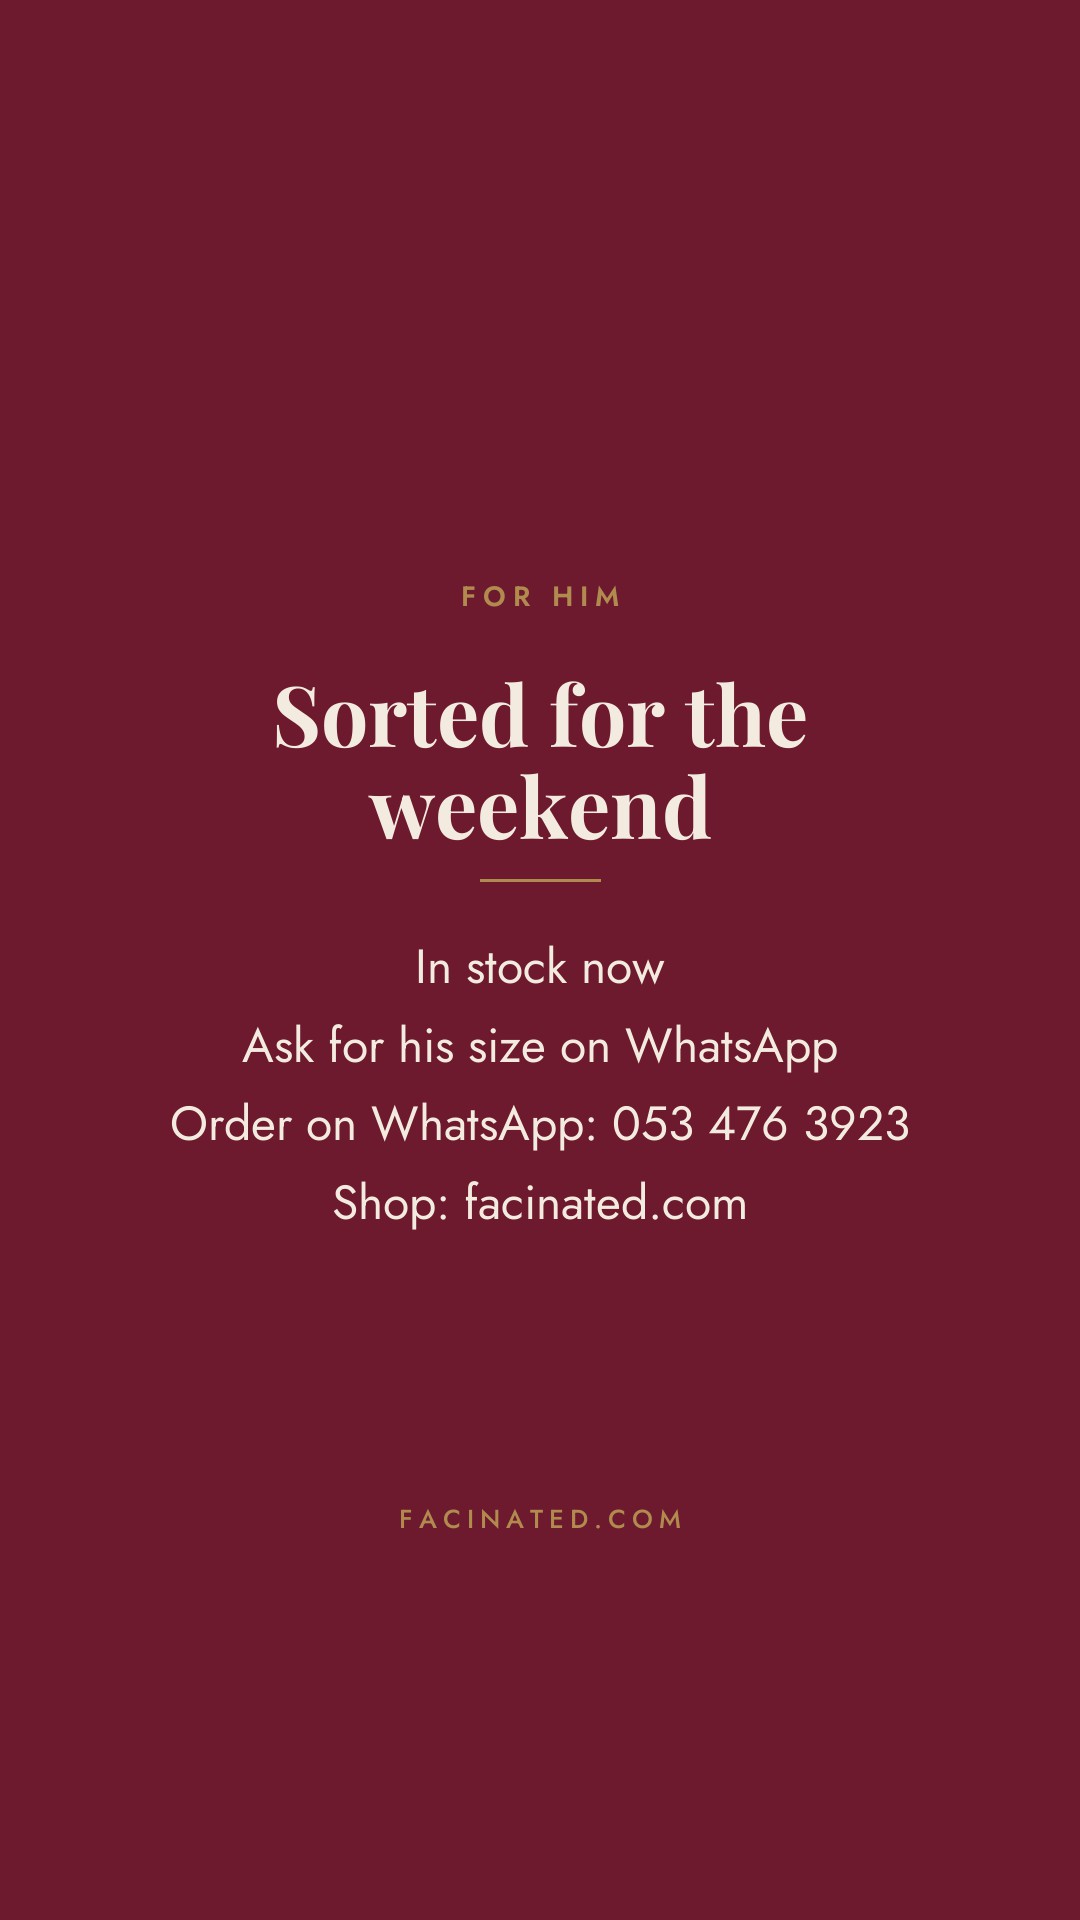 FOR HIM
Sorted for the
weekend
In stock now
Ask for his size on WhatsApp
Order on WhatsApp: 053 476 3923
Shop: facinated.com
FACINATED.COM